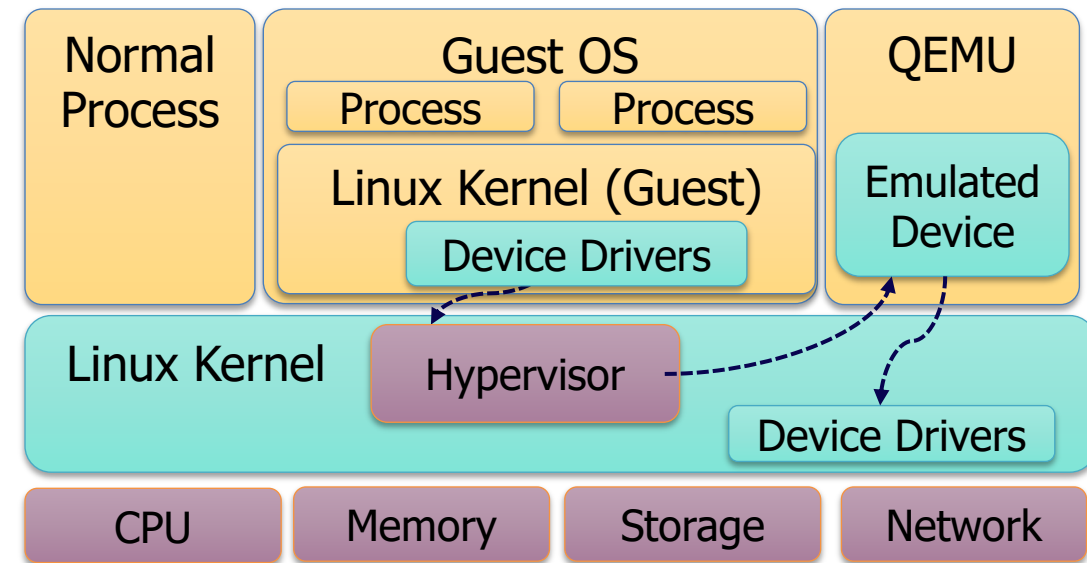 Normal
Process
Guest OS
Process
Process
Linux Kernel (Guest)
Device Drivers
QEMU
Emulated
Device
Linux Kernel
Hypervisor
Device Drivers
CPU
Memory
Storage
Network